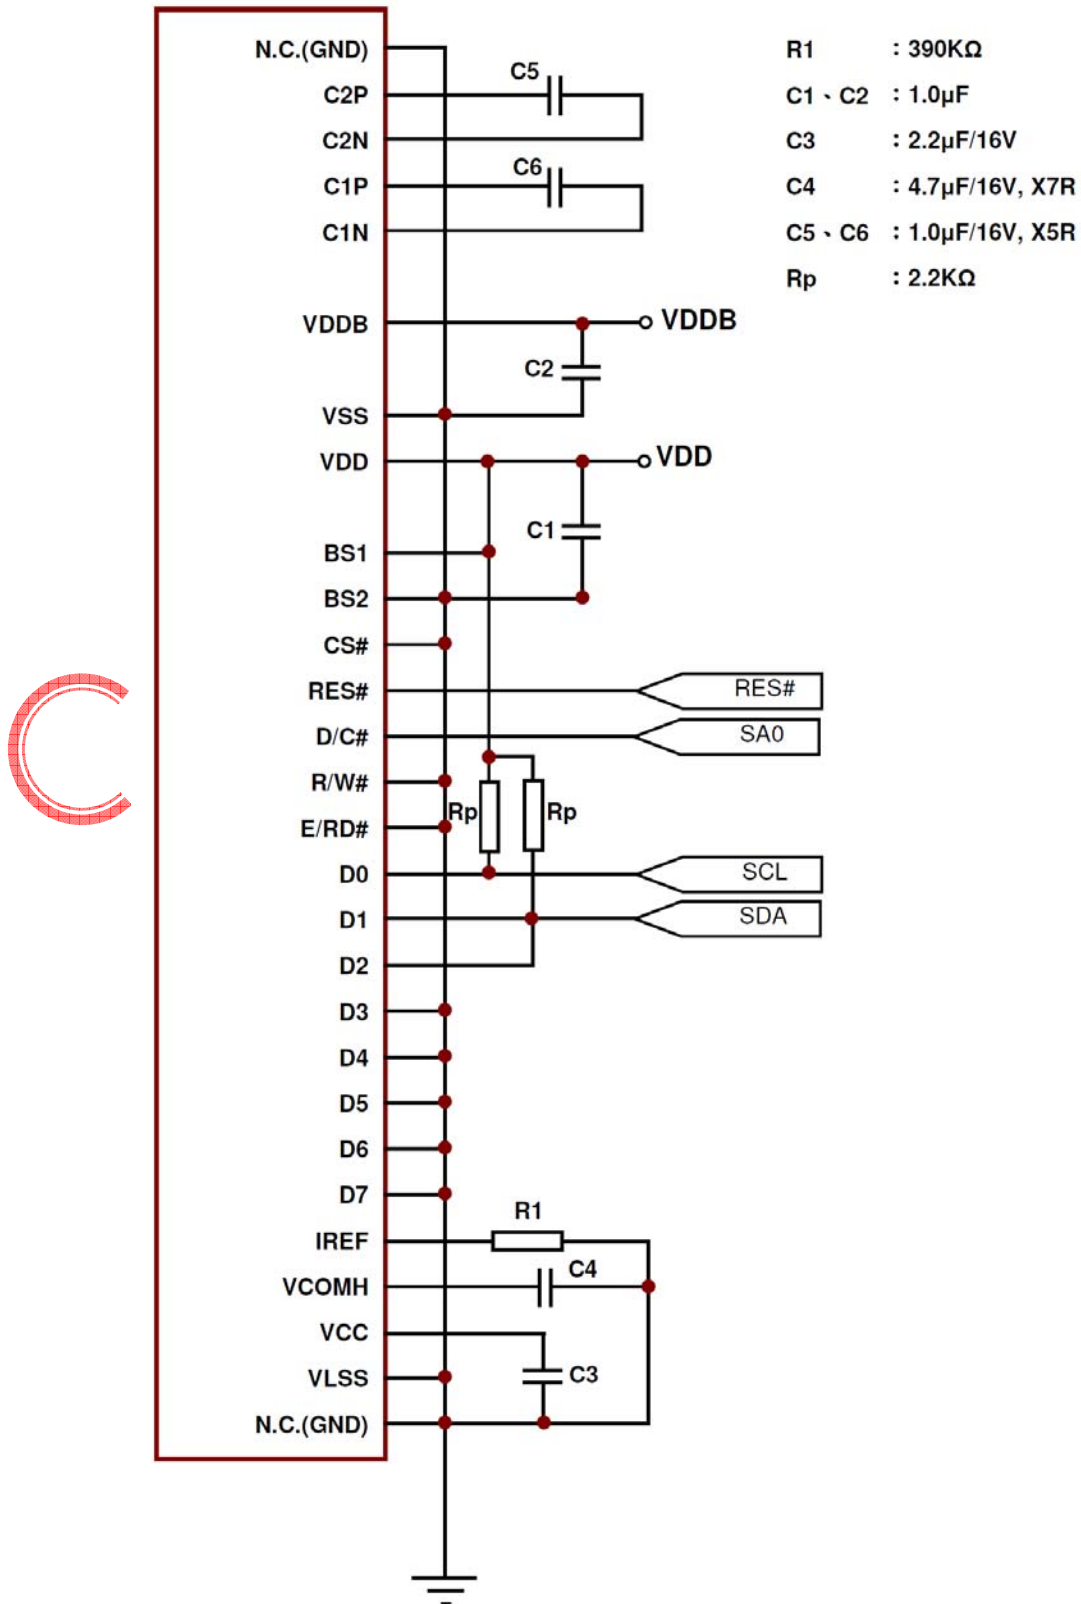 N.C.(GND)
C2P
C2N
C1P
C1N
VDDB
VSS
VDD
BS1
BS2
CS#
RES#
D/C#
R/W#
E/RD#
D0
D1
D2
D3
D4
D5
D6
D7
IREF
VCOMH
VCC
VLSS
N.C.(GND)
C5
C6
VDDB
C2
VDD
C1
RES#
SA0
Rp
Rp
SCL
SDA
R1
C4
C3
R1 : 390KΩ
C1、C2 : 1.0μF
C3 : 2.2μF/16V
C4 : 4.7μF/16V, X7R
C5、C6 : 1.0μF/16V, X5R
Rp : 2.2KΩ